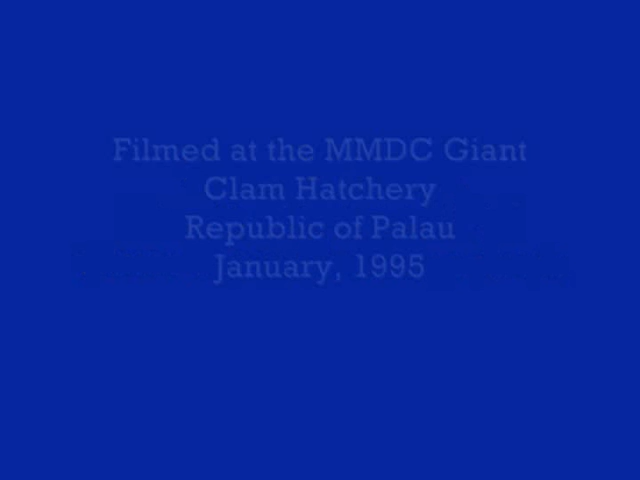 Filmed at the MMDC Giant
Clam Hatchery
Republic of Palau
January, 1995